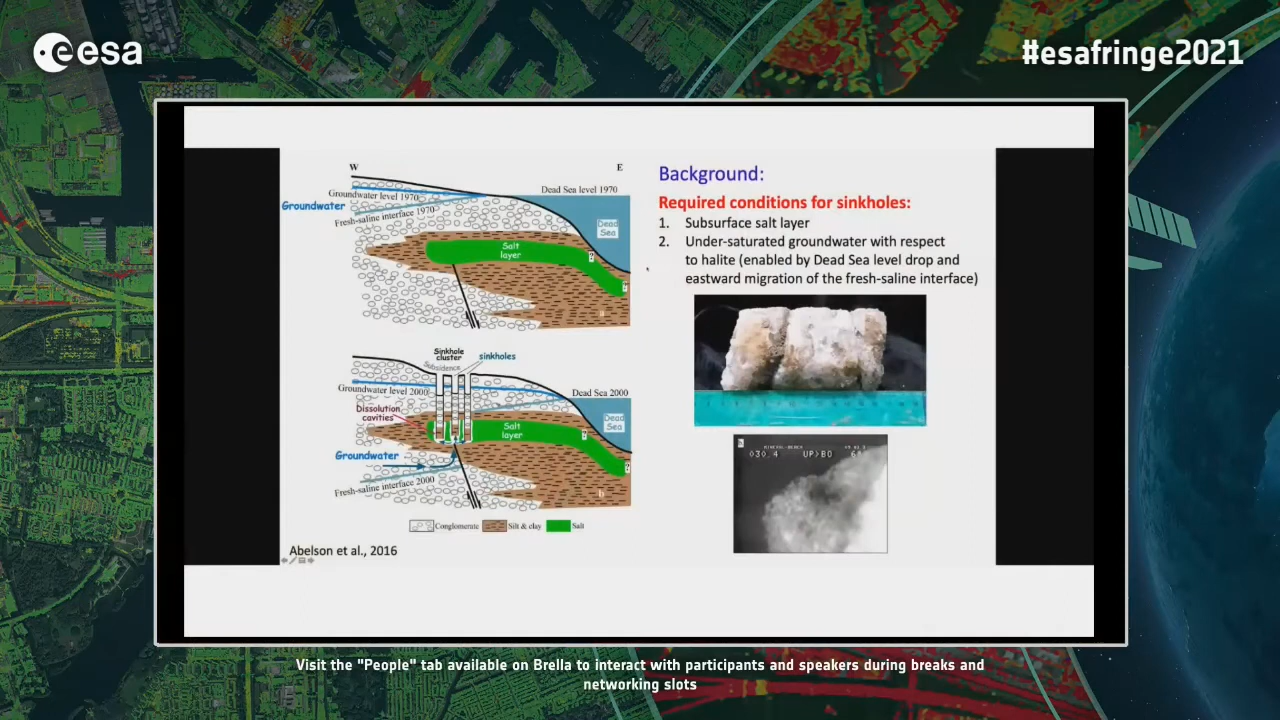 esa
#esafringe2021
W
E
Groundwater level 1970
Dead Sea level 1970
Groundwater
Fresh-saline interface 1970
Dead
Sea
Salt
layer
?
?
Background:
Required conditions for sinkholes:
1. Subsurface salt layer
2. Under-saturated groundwater with respect
to halite (enabled by Dead Sea level drop and
eastward migration of the fresh-saline interface)
Sinkhole
cluster
sinkholes
Subsidence
Groundwater level 2000
Dead Sea 2000
Dissolution
cavities
Dead
Sea
Salt
layer
?
?
Groundwater
Fresh-saline interface 2000
Conglomerate
Silt & clay
Salt
Abelson et al., 2016
030.4 UP>80
Visit the "People" tab available on Brella to interact with participants and speakers during breaks and
networking slots